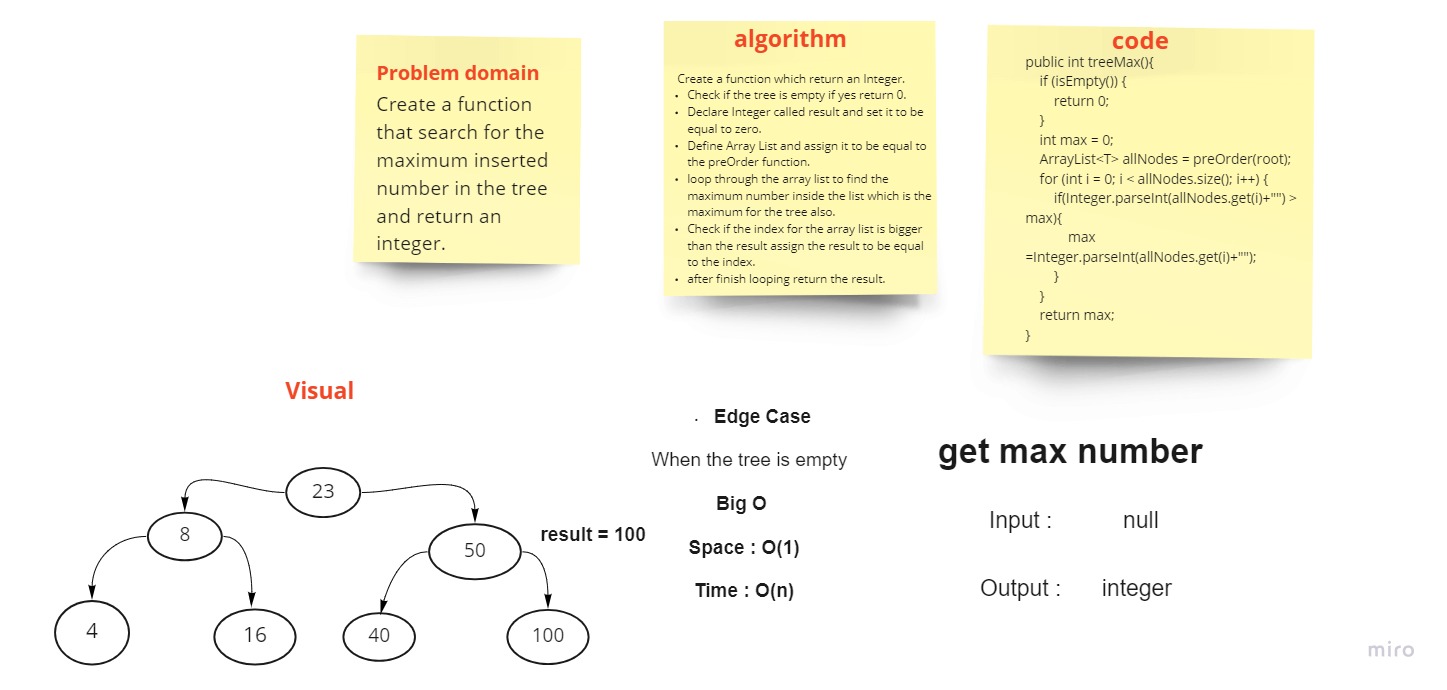 Problem domain
Create a function
that search for the
maximum inserted
number in the tree
and return an
integer.
algorithm
Create a function which return an Integer.
• Check if the tree is empty if yes return 0.
• Declare Integer called result and set it to be
equal to zero.
• Define Array List and assign it to be equal to
the preOrder function.
• loop through the array list to find the
maximum number inside the list which is the
maximum for the tree also.
• Check if the index for the array list is bigger
than the result assign the result to be equal
to the index.
• after finish looping return the result.
code
public int treeMax(){
if (isEmpty()) {
return 0;
}
int max = 0;
ArrayList<T> allNodes = preOrder(root);
for (int i = 0; i < allNodes.size(); i++) {
if(Integer.parseInt(allNodes.get(i)+"") >
max){
max
=Integer.parseInt(allNodes.get(i)+"");
}
}
return max;
}
Visual
23
8
50
4
16
40
100
result = 100
. Edge Case
When the tree is empty
Big O
Space : O(1)
Time : O(n)
get max number
Input : null
Output : integer
miro